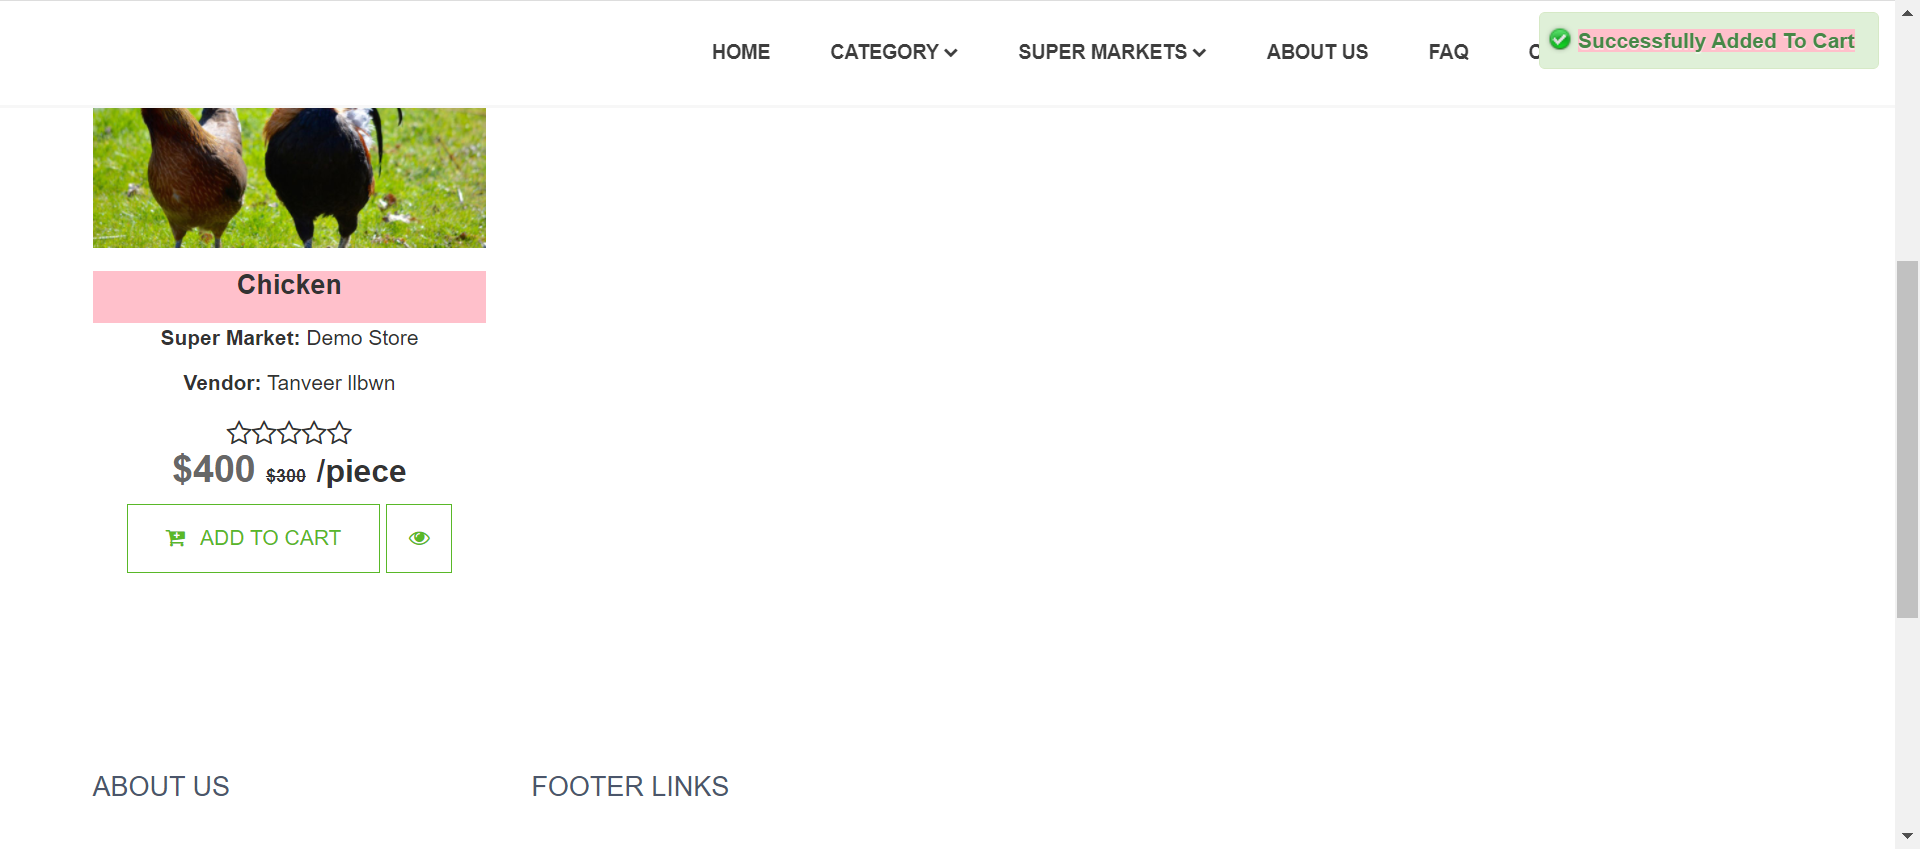 HOME CATEGORY SUPER MARKETS ABOUT US FAQ
Successfully Added To Cart
Chicken
Super Market: Demo Store
Vendor: Tanveer llbwn
$400 $300 /piece
ADD TO CART
ABOUT US
FOOTER LINKS